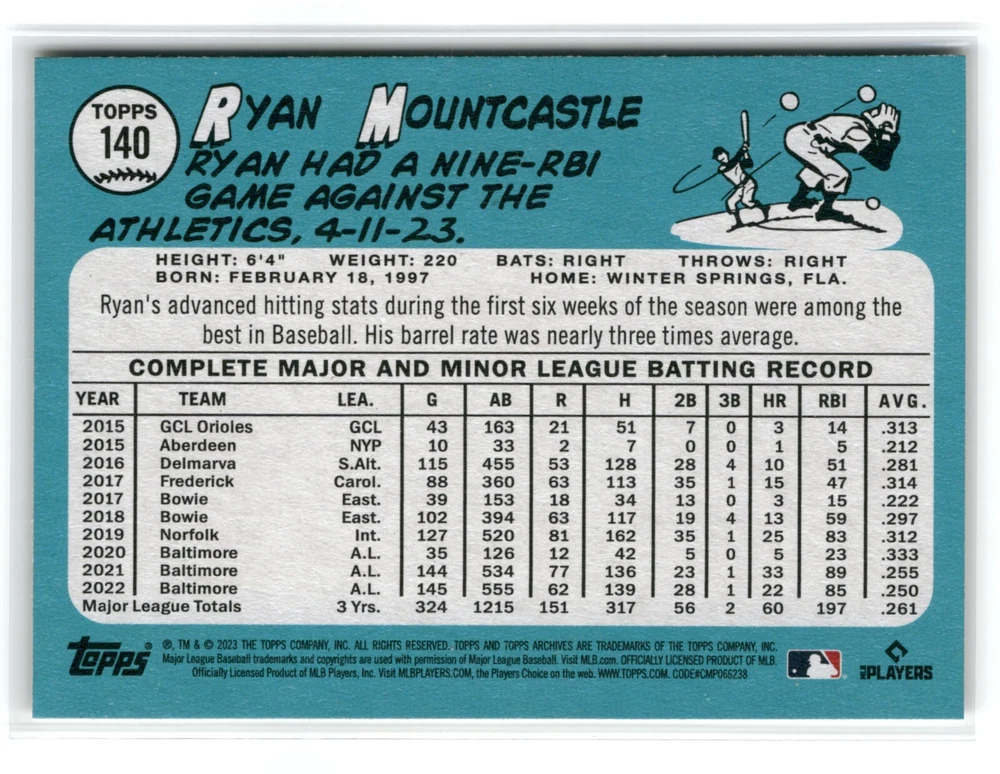 TOPPS
140
RYAN MOUNTCASTLE
RYAN HAD A NINE-RBI
GAME AGAINST THE
ATHLETICS, 4-11-23.
HEIGHT: 6'4" WEIGHT: 220 BATS: RIGHT THROWS: RIGHT
BORN: FEBRUARY 18, 1997 HOME: WINTER SPRINGS, FLA.
Ryan's advanced hitting stats during the first six weeks of the season were among the
best in Baseball. His barrel rate was nearly three times average.
COMPLETE MAJOR AND MINOR LEAGUE BATTING RECORD
YEAR TEAM LEA. G AB R H 2B 3B HR RBI AVG.
2015 GCL Orioles GCL 43 163 21 51 7 0 3 14 .313
2015 Aberdeen NYP 10 33 2 7 0 0 1 5 .212
2016 Delmarva S.Atl. 115 455 53 128 28 4 10 51 .281
2017 Frederick Carol. 88 360 63 113 35 1 15 47 .314
2017 Bowie East. 39 153 18 34 13 0 3 15 .222
2018 Bowie East. 102 394 63 117 19 4 13 59 .297
2019 Norfolk Int. 127 520 81 162 35 1 25 83 .312
2020 Baltimore A.L. 35 126 12 42 5 0 5 23 .333
2021 Baltimore A.L. 144 534 77 136 23 1 33 89 .255
2022 Baltimore A.L. 145 555 62 139 28 1 22 85 .250
Major League Totals 3 Yrs. 324 1215 151 317 56 2 60 197 .261
Topps ® ®, TM & © 2023 THE TOPPS COMPANY, INC. ALL RIGHTS RESERVED. TOPPS AND TOPPS ARCHIVES ARE TRADEMARKS OF THE TOPPS COMPANY, INC.
Major League Baseball trademarks and copyrights are used with permission of Major League Baseball. Visit MLB.com. OFFICIALLY LICENSED PRODUCT OF MLB.
Officially Licensed Product of MLB Players, Inc. Visit MLBPLAYERS.COM, the Players Choice on the web. WWW.TOPPS.COM. CODE#CMP066238
MLB PLAYERS